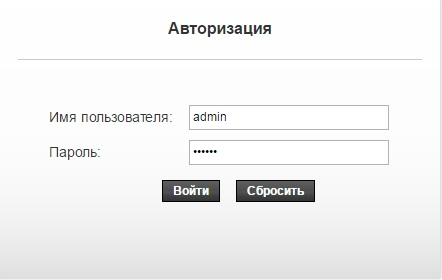 Авторизация
Имя пользователя: admin
Пароль: ••••••
Войти Сбросить